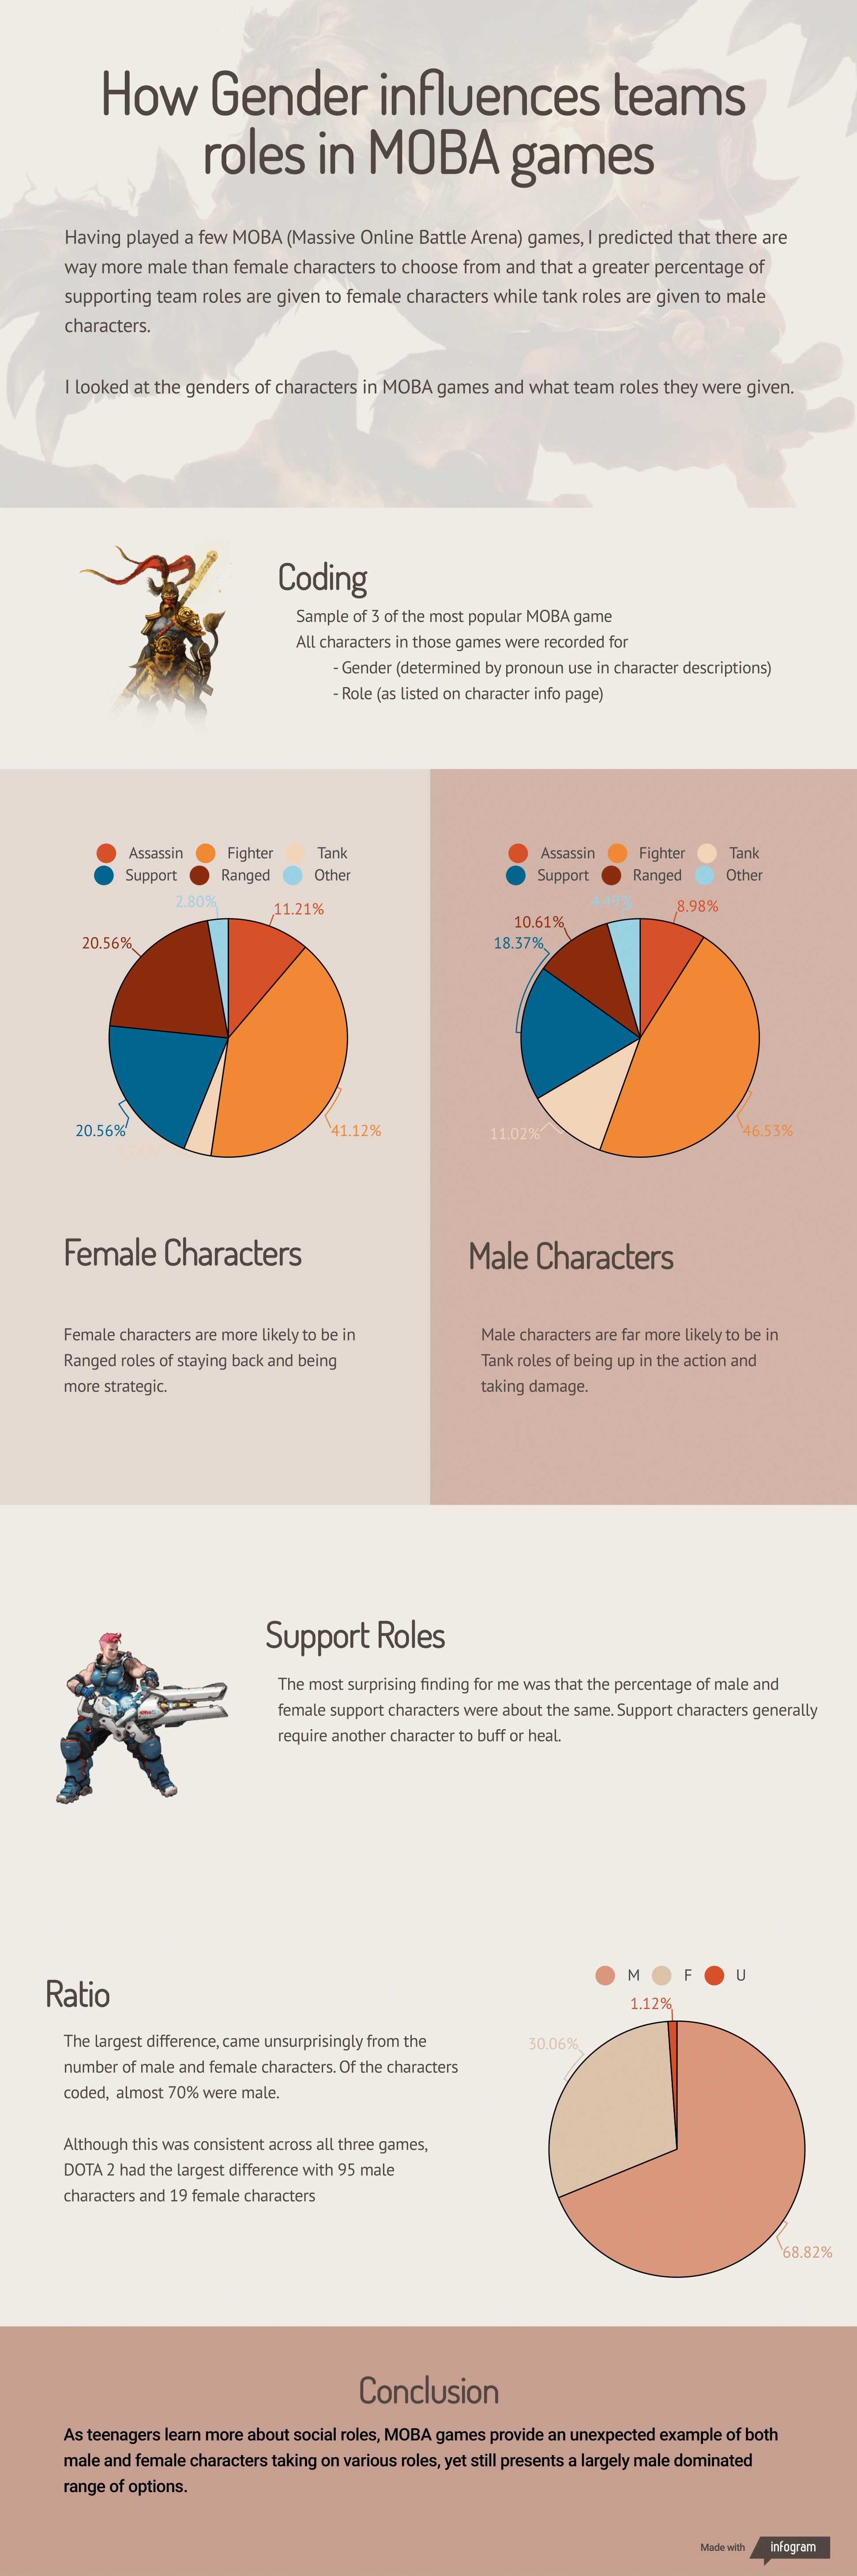 How Gender influences teams
roles in MOBA games
Having played a few MOBA (Massive Online Battle Arena) games, I predicted that there are
way more male than female characters to choose from and that a greater percentage of
supporting team roles are given to female characters while tank roles are given to male
characters.
I looked at the genders of characters in MOBA games and what team roles they were given.
Coding
Sample of 3 of the most popular MOBA game
All characters in those games were recorded for
- Gender (determined by pronoun use in character descriptions)
- Role (as listed on character info page)
Assassin Fighter Tank
Support Ranged Other
2.80%
11.21%
20.56%
20.56%
41.12%
Female Characters
Female characters are more likely to be in
Ranged roles of staying back and being
more strategic.
Assassin Fighter Tank
Support Ranged Other
4.49%
8.98%
10.61%
18.37%
11.02%
46.53%
Male Characters
Male characters are far more likely to be in
Tank roles of being up in the action and
taking damage.
Support Roles
The most surprising finding for me was that the percentage of male and
female support characters were about the same. Support characters generally
require another character to buff or heal.
Ratio
The largest difference, came unsurprisingly from the
number of male and female characters. Of the characters
coded, almost 70% were male.
Although this was consistent across all three games,
DOTA 2 had the largest difference with 95 male
characters and 19 female characters
M F U
1.12%
30.06%
68.82%
Conclusion
As teenagers learn more about social roles, MOBA games provide an unexpected example of both
male and female characters taking on various roles, yet still presents a largely male dominated
range of options.
Made with infogram